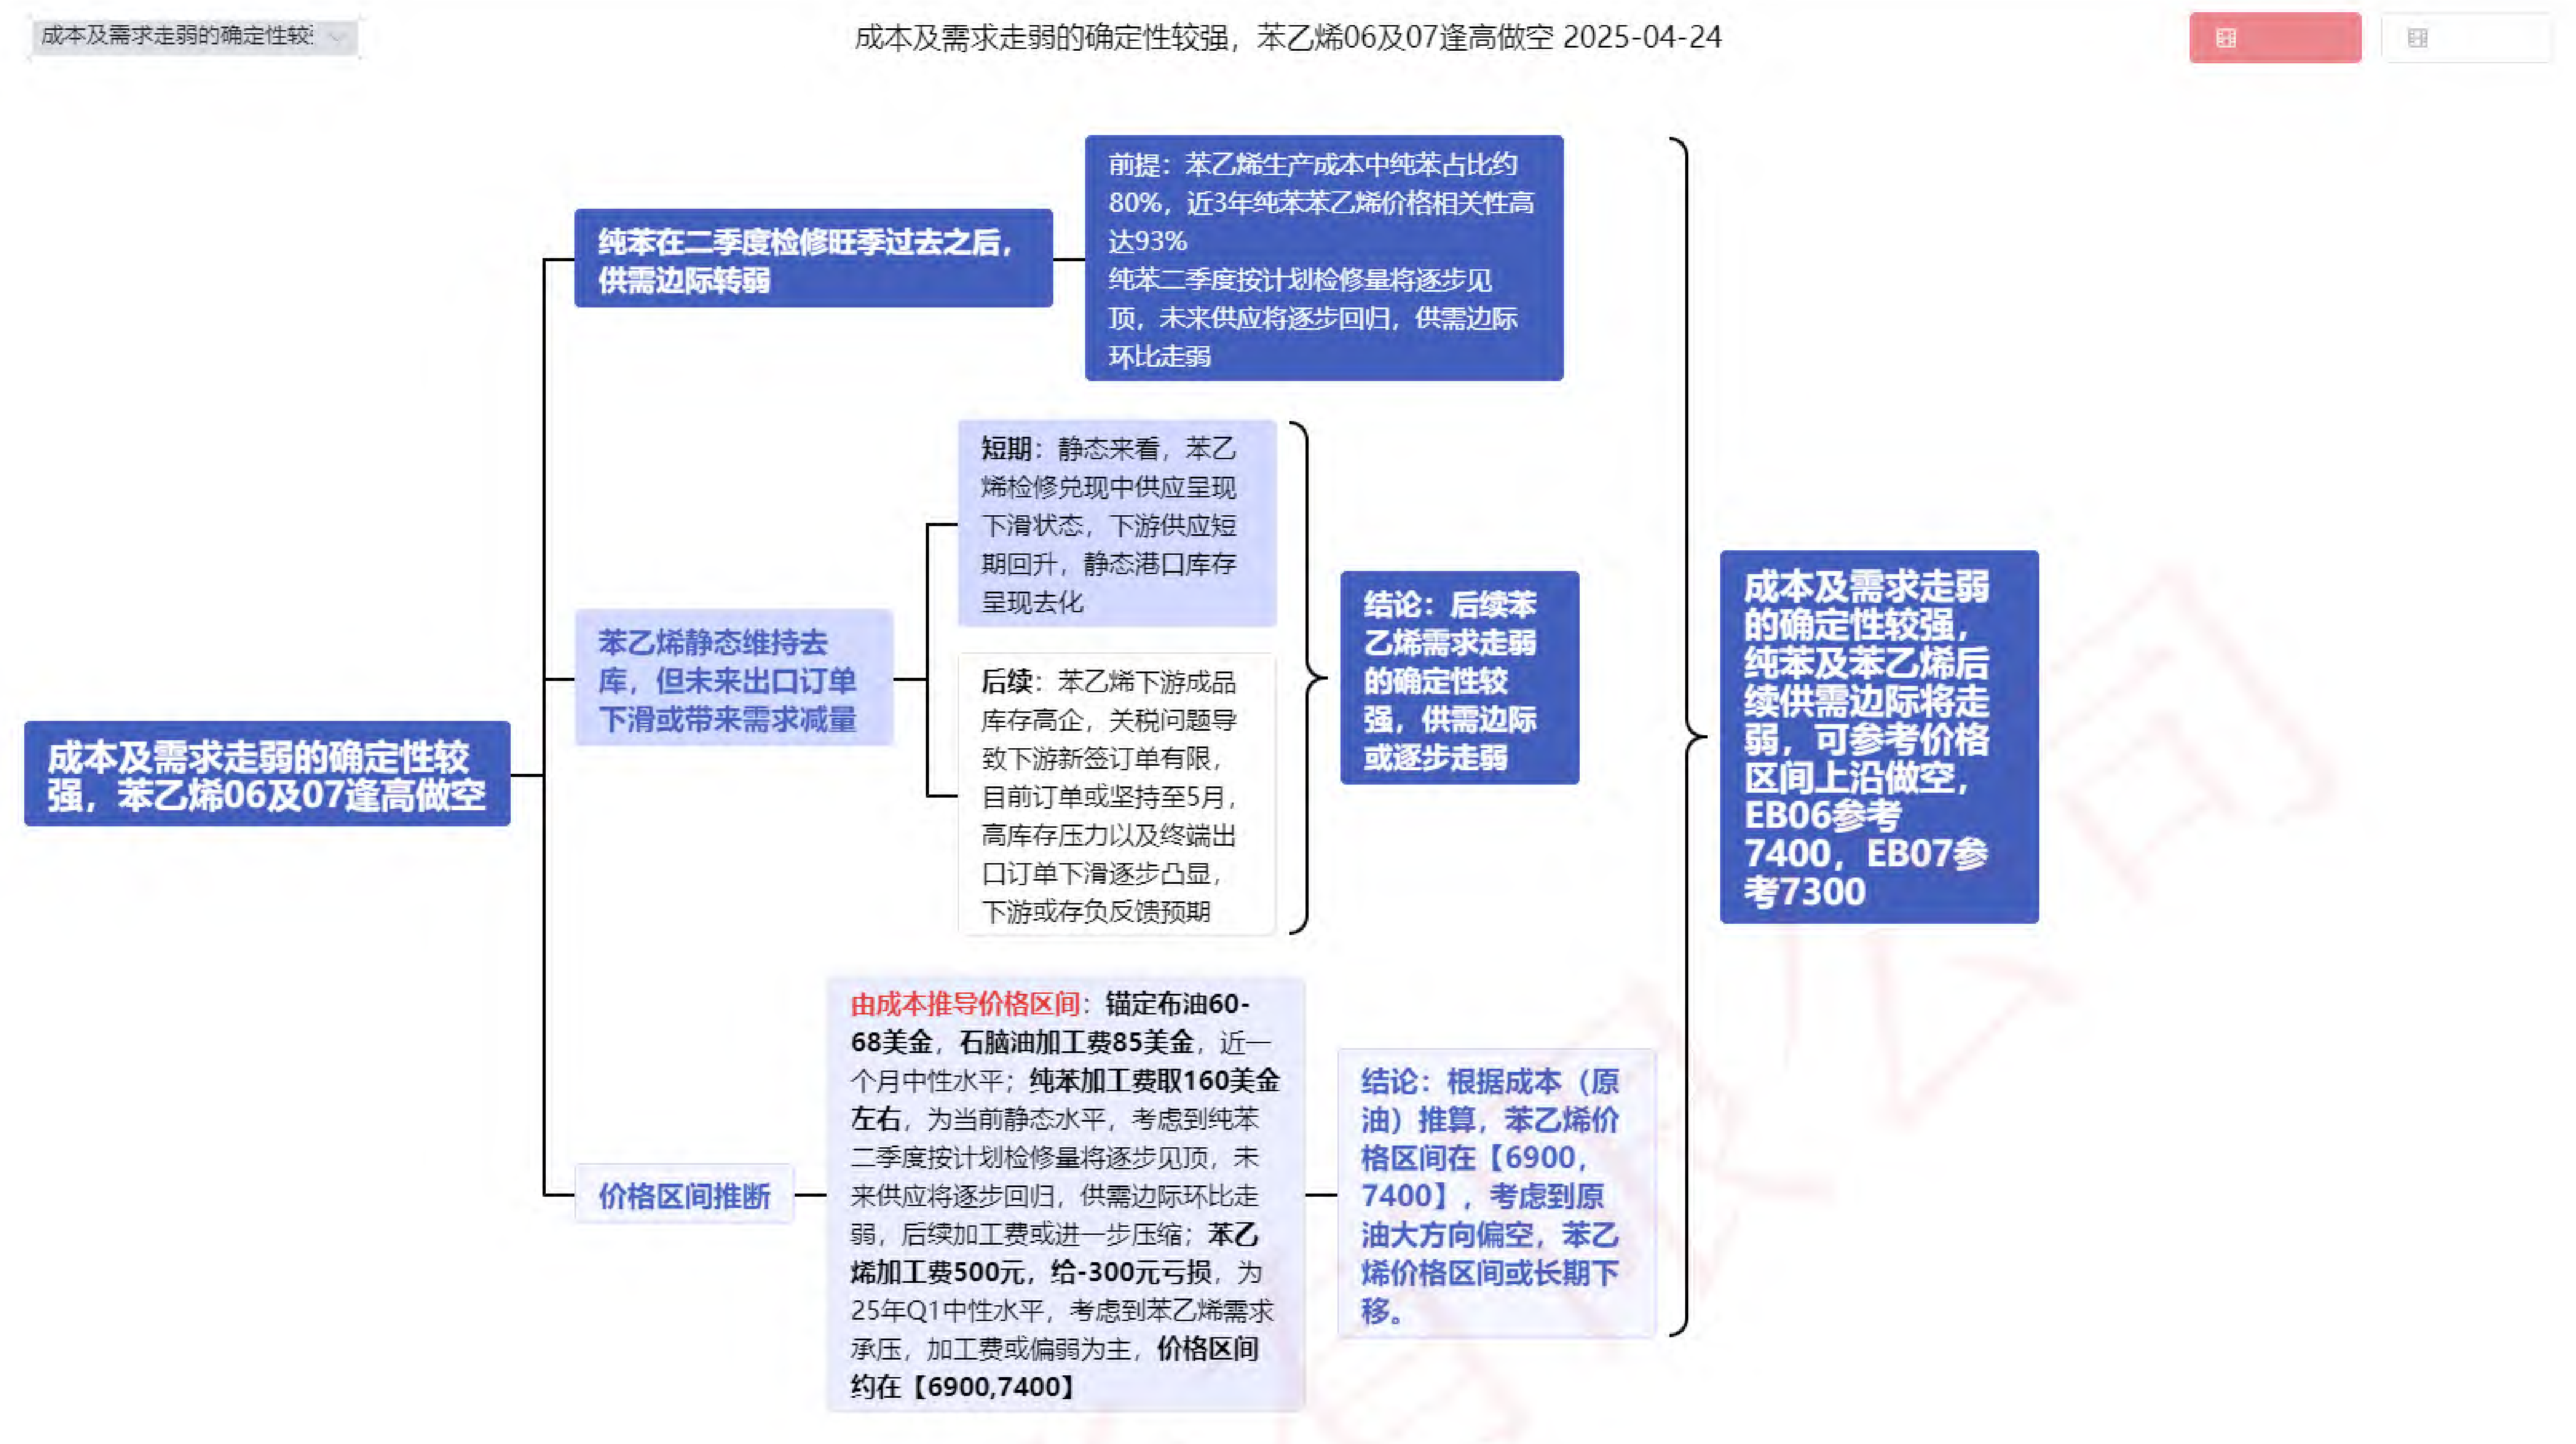 成本及需求走弱的确定性较
成本及需求走弱的确定性较强，苯乙烯06及07逢高做空 2025-04-24
成本及需求走弱的确定性较
强，苯乙烯06及07逢高做空
纯苯在二季度检修旺季过去之后，
供需边际转弱
前提：苯乙烯生产成本中纯苯占比约
80%，近3年纯苯苯乙烯价格相关性高
达93%
纯苯二季度按计划检修量将逐步见
顶，未来供应将逐步回归，供需边际
环比走弱
苯乙烯静态维持去
库，但未来出口订单
下滑或带来需求减量
短期：静态来看，苯乙
烯检修兑现中供应呈现
下滑状态，下游供应短
期回升，静态港口库存
呈现去化
后续：苯乙烯下游成品
库存高企，关税问题导
致下游新签订单有限，
目前订单或坚持至5月，
高库存压力以及终端出
口订单下滑逐步凸显，
下游或存负反馈预期
结论：后续苯
乙烯需求走弱
的确定性较
强，供需边际
或逐步走弱
价格区间推断
由成本推导价格区间：锚定布油60-
68美金，石脑油加工费85美金，近一
个月中性水平；纯苯加工费取160美金
左右，为当前静态水平，考虑到纯苯
二季度按计划检修量将逐步见顶，未
来供应将逐步回归，供需边际环比走
弱，后续加工费或进一步压缩；苯乙
烯加工费500元，给-300元亏损，为
25年Q1中性水平，考虑到苯乙烯需求
承压，加工费或偏弱为主，价格区间
约在【6900,7400】
结论：根据成本（原
油）推算，苯乙烯价
格区间在【6900，
7400】，考虑到原
油大方向偏空，苯乙
烯价格区间或长期下
移。
成本及需求走弱
的确定性较强，
纯苯及苯乙烯后
续供需边际将走
弱，可参考价格
区间上沿做空，
EB06参考
7400，EB07参
考7300